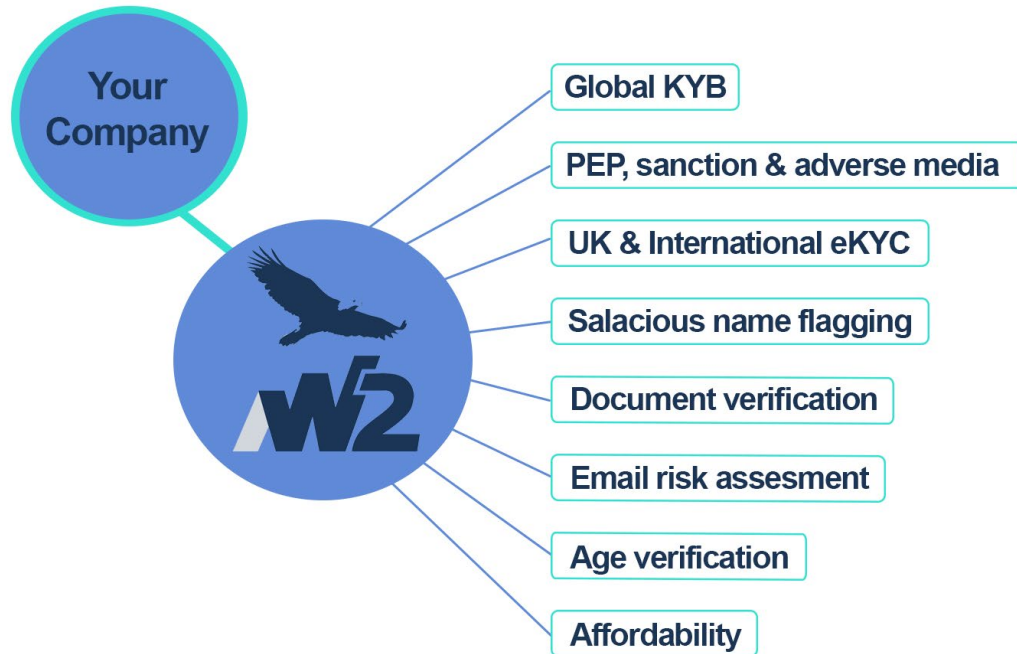 Your
Company
W2
Global KYB
PEP, sanction & adverse media
UK & International eKYC
Salacious name flagging
Document verification
Email risk assesment
Age verification
Affordability